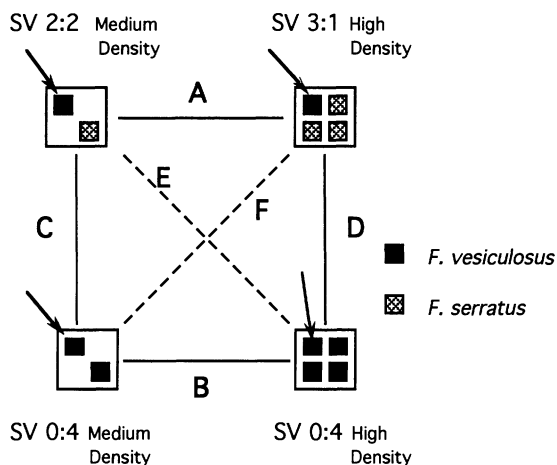 SV 2:2 Medium Density
SV 3:1 High Density
A
E
F
C
D
F. vesiculosus
F. serratus
B
SV 0:4 Medium Density
SV 0:4 High Density